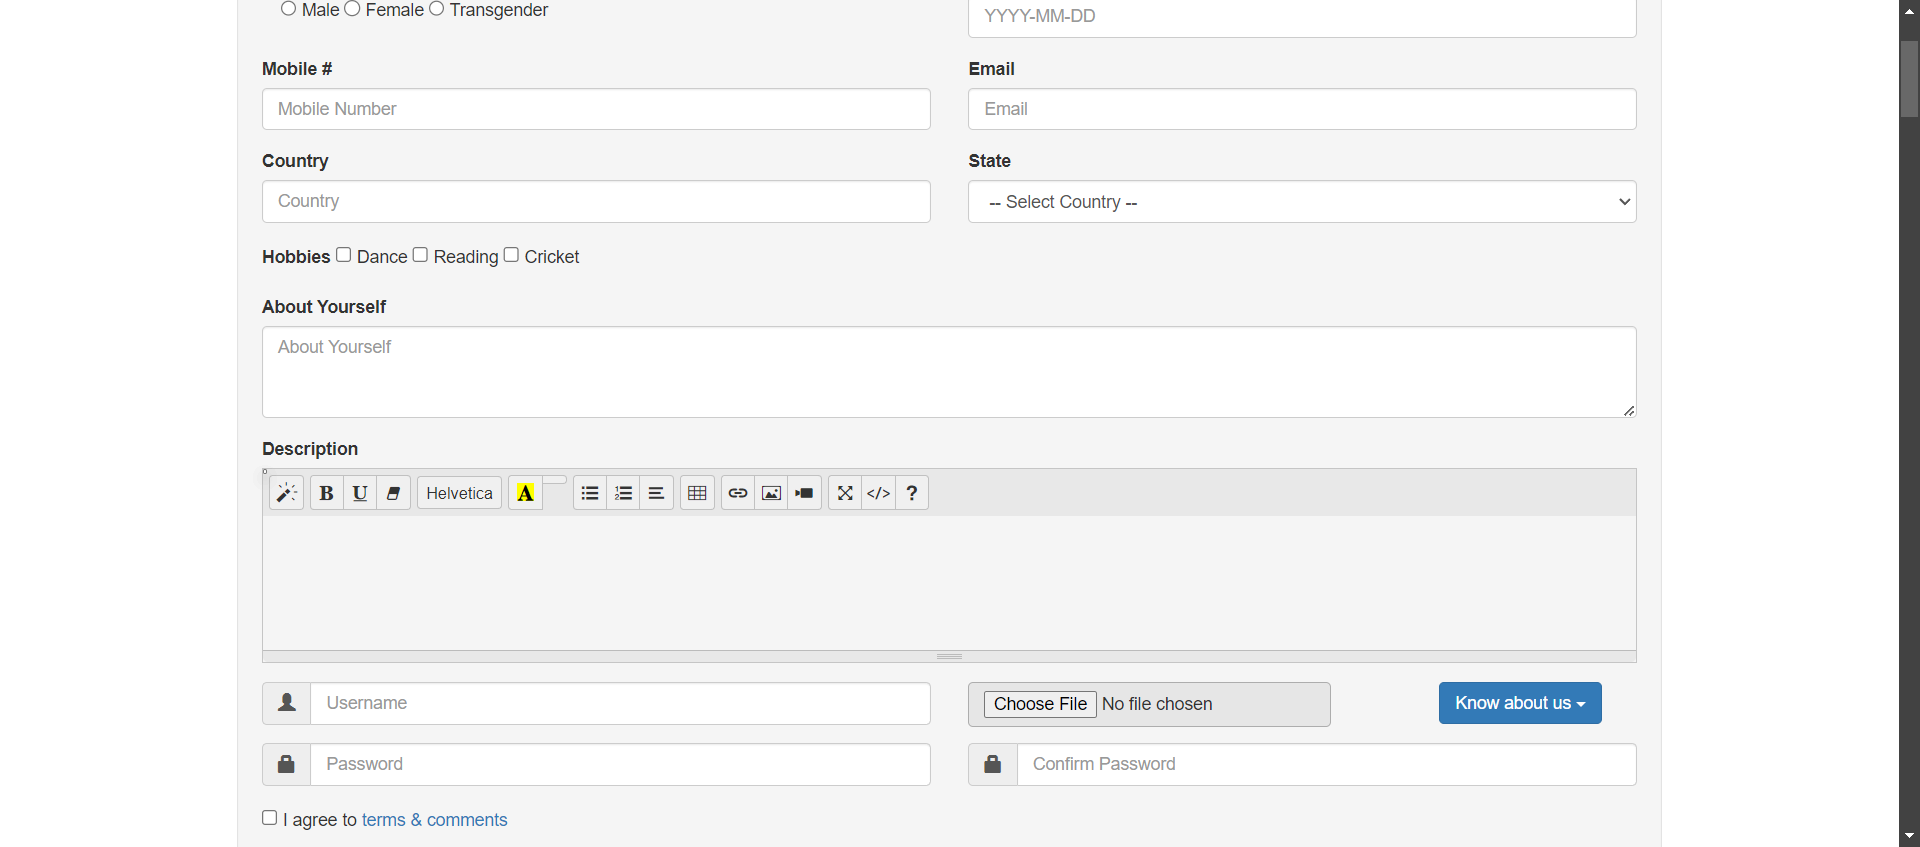 Male Female Transgender
YYYY-MM-DD
Mobile # Email
Mobile Number Email
Country State
Country -- Select Country --
Hobbies Dance Reading Cricket
About Yourself
About Yourself
Description
B U Helvetica A </> ?
Username Choose File No file chosen Know about us
Password Confirm Password
I agree to terms & comments